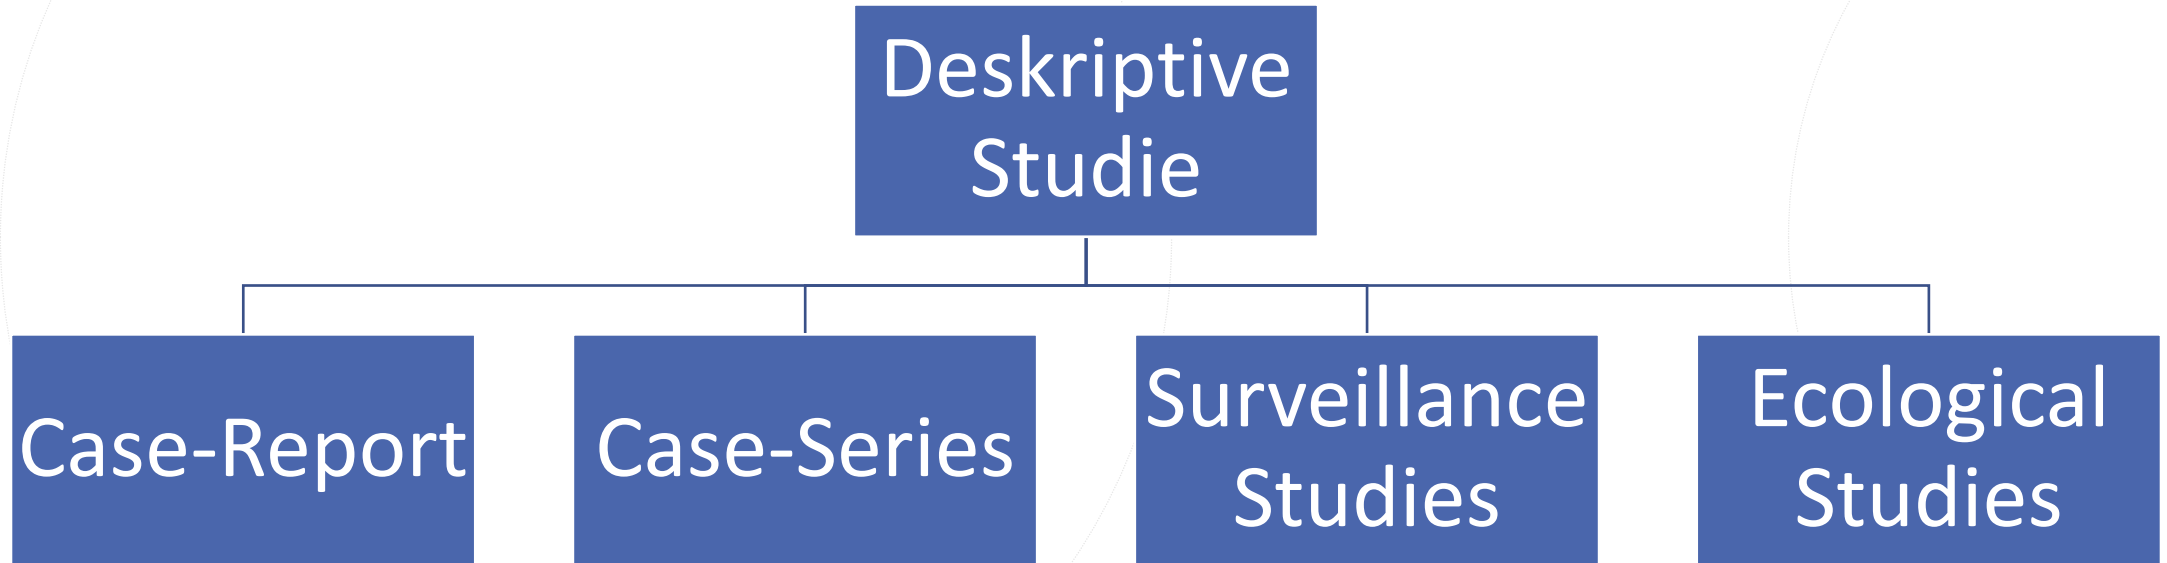 Deskriptive
Studie
Case-Report
Case-Series
Surveillance
Studies
Ecological
Studies